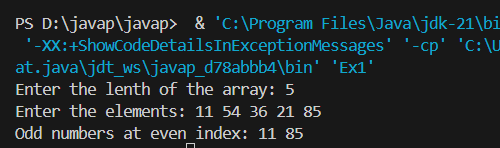 PS D:\javap\javap>  & 'C:\Program Files\Java\jdk-21\bi
'-XX:+ShowCodeDetailsInExceptionMessages' '-cp' 'C:\U
at.java\jdt_ws\javap_d78abbb4\bin' 'Ex1'
Enter the lenth of the array: 5
Enter the elements: 11 54 36 21 85
Odd numbers at even index: 11 85